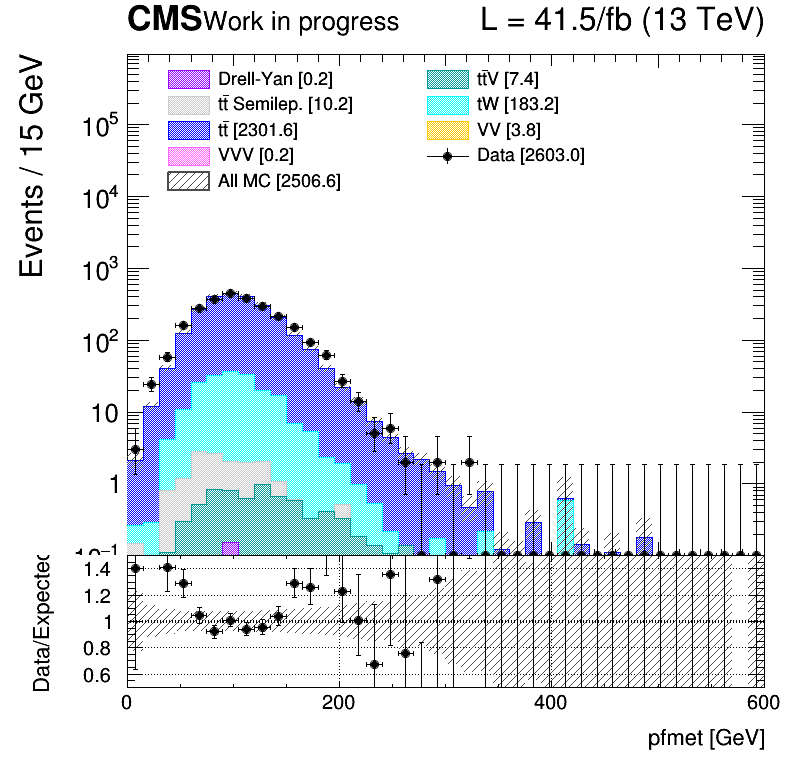 CMS Work in progress L = 41.5/fb (13 TeV)
Events / 15 GeV
Drell-Yan [0.2]
tt̄ Semilep. [10.2]
tt̄ [2301.6]
VVV [0.2]
All MC [2506.6]
tt̄V [7.4]
tW [183.2]
VV [3.8]
Data [2603.0]
10⁵
10⁴
10³
10²
10
1
10⁻¹
Data/Expected
1.4
1.2
1
0.8
0.6
0 200 400 600
pfmet [GeV]